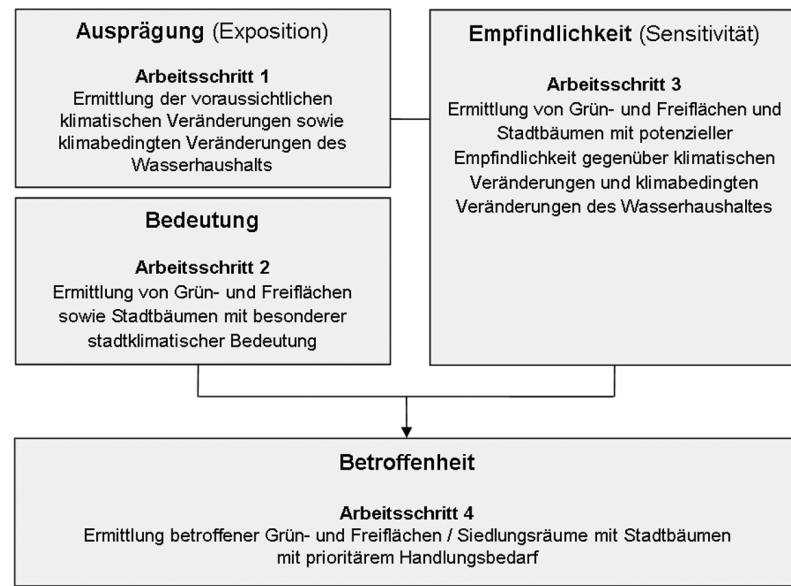 Ausprägung (Exposition)
Arbeitsschritt 1
Ermittlung der voraussichtlichen
klimatischen Veränderungen sowie
klimabedingten Veränderungen des
Wasserhaushalts
Bedeutung
Arbeitsschritt 2
Ermittlung von Grün- und Freiflächen
sowie Stadtbäumen mit besonderer
stadtklimatischer Bedeutung
Empfindlichkeit (Sensitivität)
Arbeitsschritt 3
Ermittlung von Grün- und Freiflächen und
Stadtbäumen mit potenzieller
Empfindlichkeit gegenüber klimatischen
Veränderungen und klimabedingten
Veränderungen des Wasserhaushaltes
Betroffenheit
Arbeitsschritt 4
Ermittlung betroffener Grün- und Freiflächen / Siedlungsräume mit Stadtbäumen
mit prioritärem Handlungsbedarf